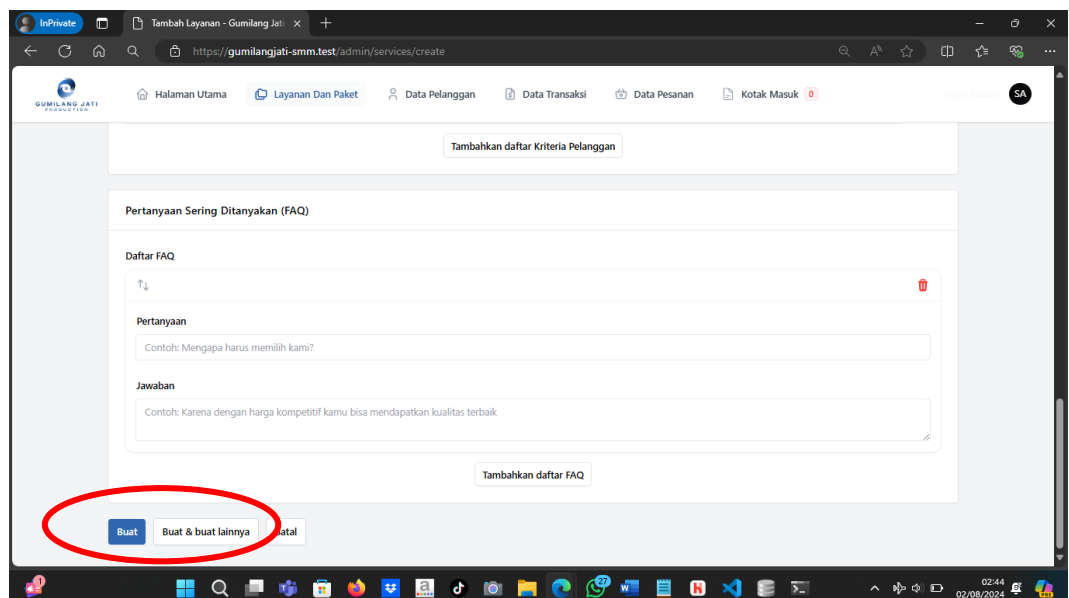 InPrivate
Tambah Layanan - Gumilang Jati
https://gumilangjati-smm.test/admin/services/create
GUMILANG JATI
PRODUCTION
Halaman Utama
Layanan Dan Paket
Data Pelanggan
Data Transaksi
Data Pesanan
Kotak Masuk 0
SA
Tambahkan daftar Kriteria Pelanggan
Pertanyaan Sering Ditanyakan (FAQ)
Daftar FAQ
Pertanyaan
Contoh: Mengapa harus memilih kami?
Jawaban
Contoh: Karena dengan harga kompetitif kamu bisa mendapatkan kualitas terbaik
Tambahkan daftar FAQ
Buat
Buat & buat lainnya
Batal
1
27
02:44
02/08/2024